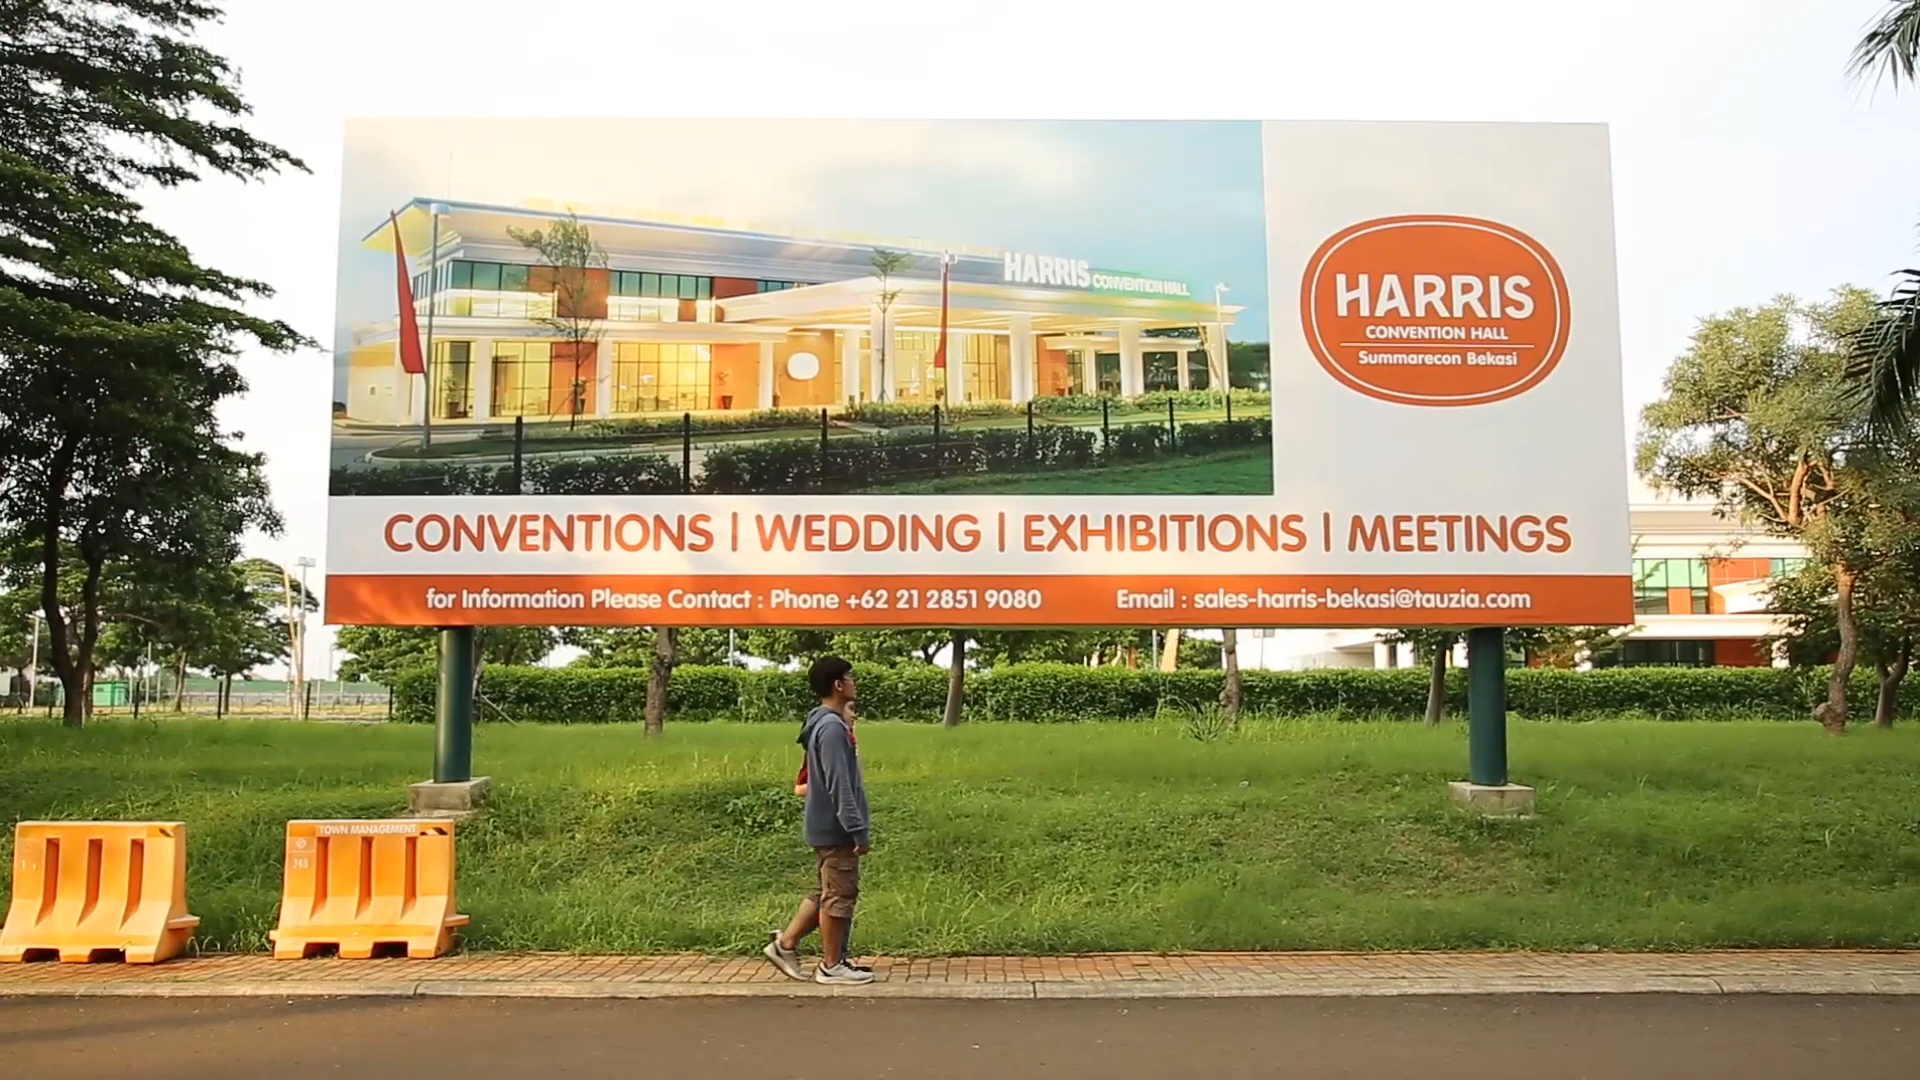 HARRIS CONVENTION HALL
HARRIS
CONVENTION HALL
Summarecon Bekasi
CONVENTIONS | WEDDING | EXHIBITIONS | MEETINGS
for Information Please Contact : Phone +62 21 2851 9080 Email : sales-harris-bekasi@tauzia.com
TOWN MANAGEMENT